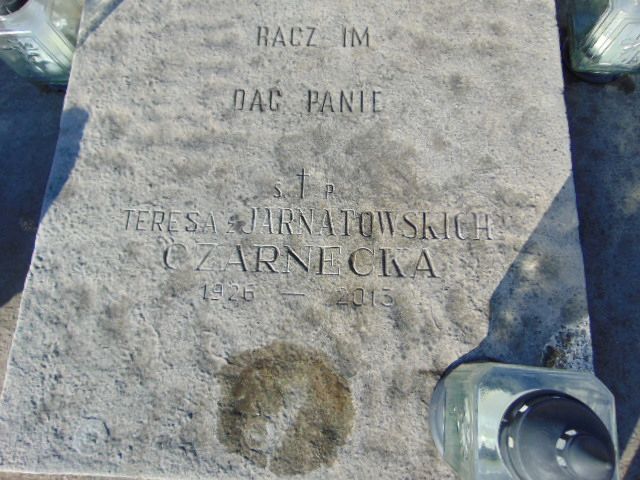 RACZ IM
DAĆ PANIE
Ś † P
TERESA z JARNATOWSKICH
CZARNECKA
1926 — 2013